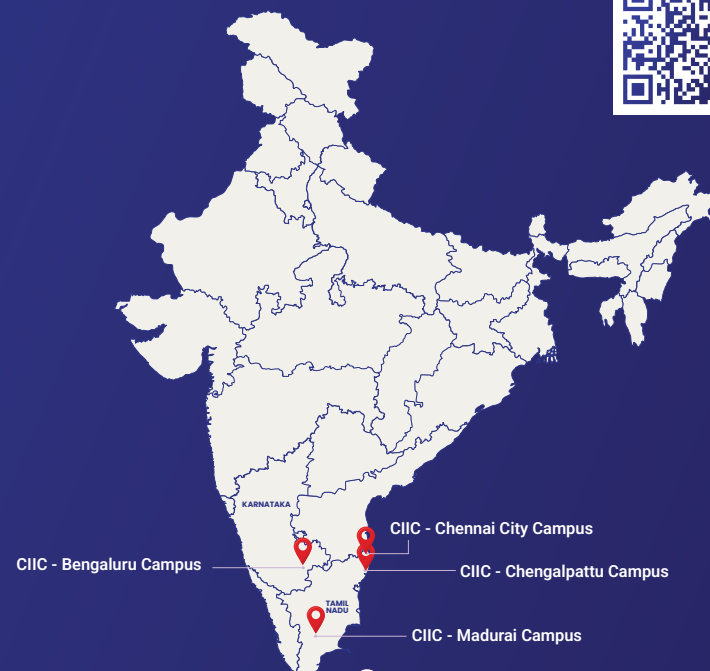 KARNATAKA
CIIC - Chennai City Campus
CIIC - Bengaluru Campus
CIIC - Chengalpattu Campus
TAMIL
NADU
CIIC - Madurai Campus